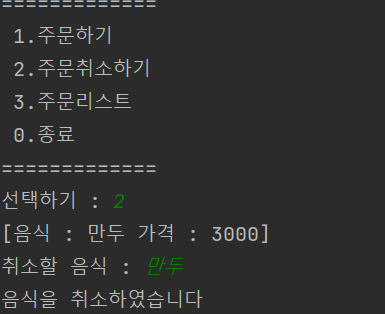 =============
1.주문하기
2.주문취소하기
3.주문리스트
0.종료
=============
선택하기 : 2
[음식 : 만두 가격 : 3000]
취소할 음식 : 만두
음식을 취소하였습니다